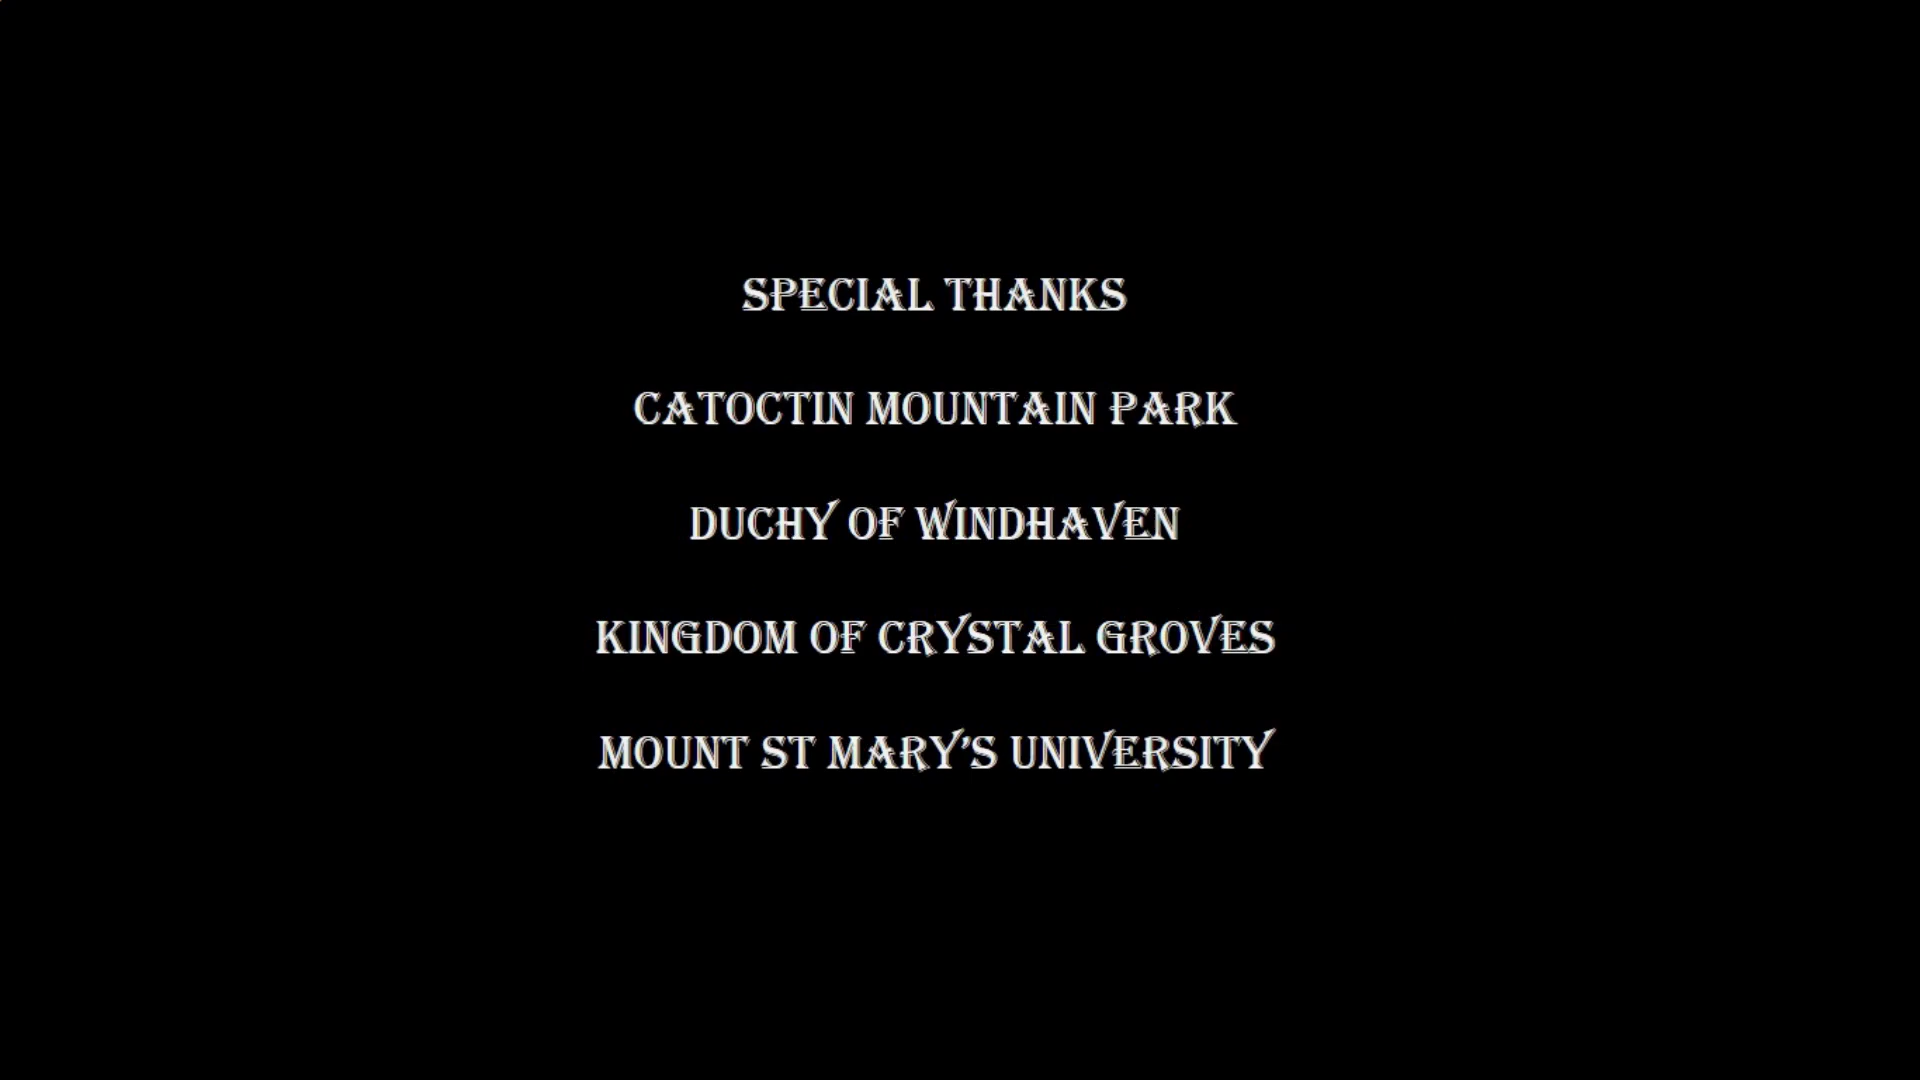 SPECIAL THANKS
CATOCTIN MOUNTAIN PARK
DUCHY OF WINDHAVEN
KINGDOM OF CRYSTAL GROVES
MOUNT ST MARY’S UNIVERSITY